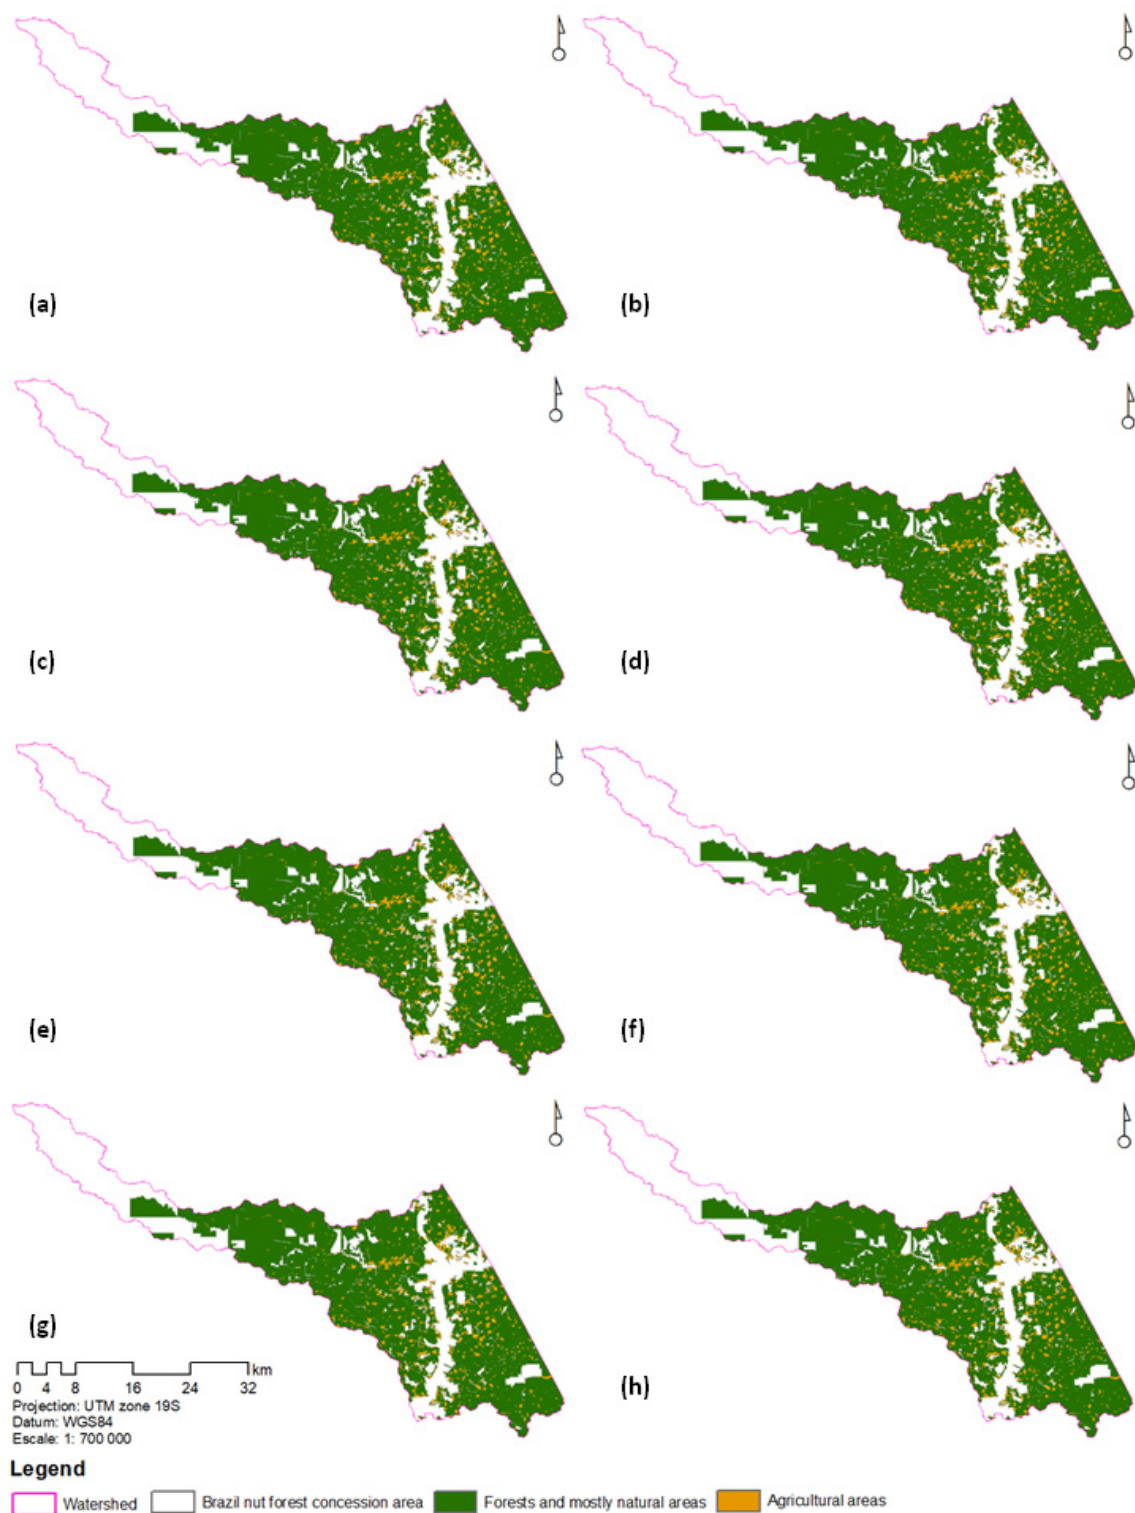 (a)
(b)
(c)
(d)
(e)
(f)
(g)
(h)
km
0 4 8 16 24 32
Projection: UTM zone 19S
Datum: WGS84
Escale: 1: 700 000
Legend
Watershed Brazil nut forest concession area Forests and mostly natural areas Agricultural areas